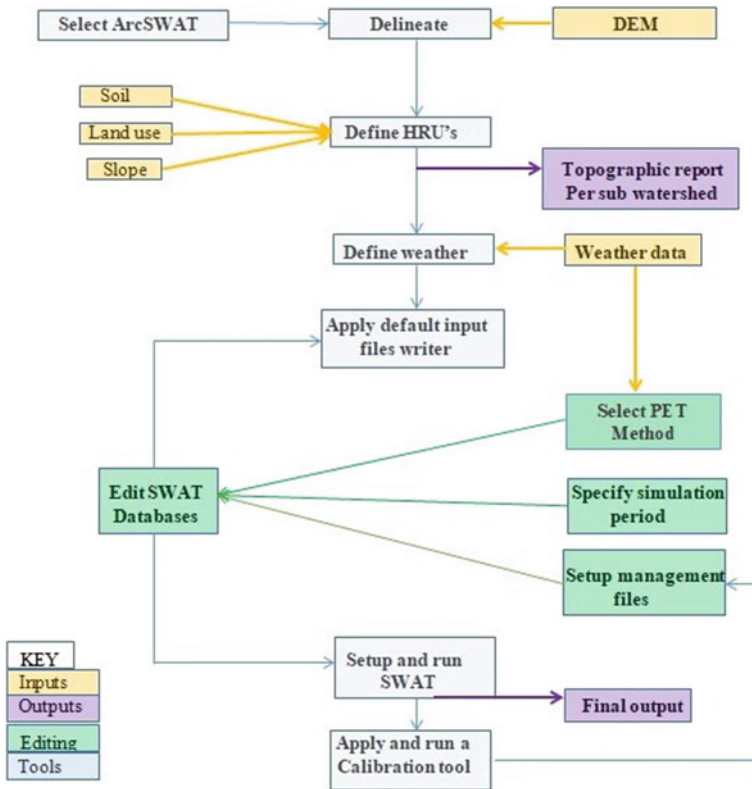 Select ArcSWAT
Delineate
DEM
Soil
Land use
Slope
Define HRU's
Topographic report
Per sub watershed
Define weather
Weather data
Apply default input
files writer
Select PET
Method
Edit SWAT
Databases
Specify simulation
period
Setup management
files
Setup and run
SWAT
Final output
Apply and run a
Calibration tool
KEY
Inputs
Outputs
Editing
Tools